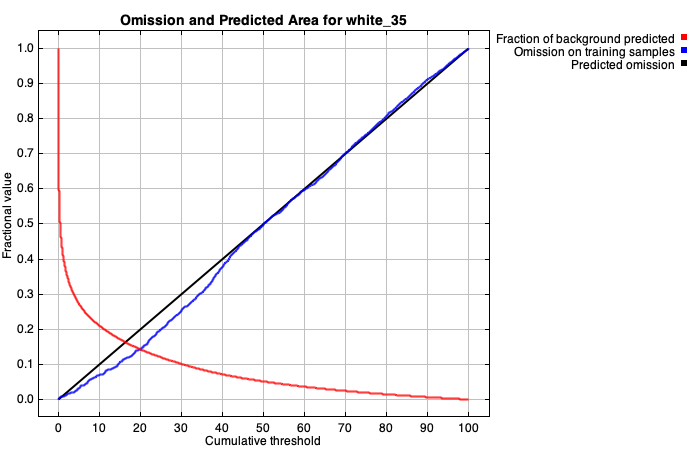 Omission and Predicted Area for white_35
Fraction of background predicted
Omission on training samples
Predicted omission
Fractional value
1.0
0.9
0.8
0.7
0.6
0.5
0.4
0.3
0.2
0.1
0.0
0 10 20 30 40 50 60 70 80 90 100
Cumulative threshold